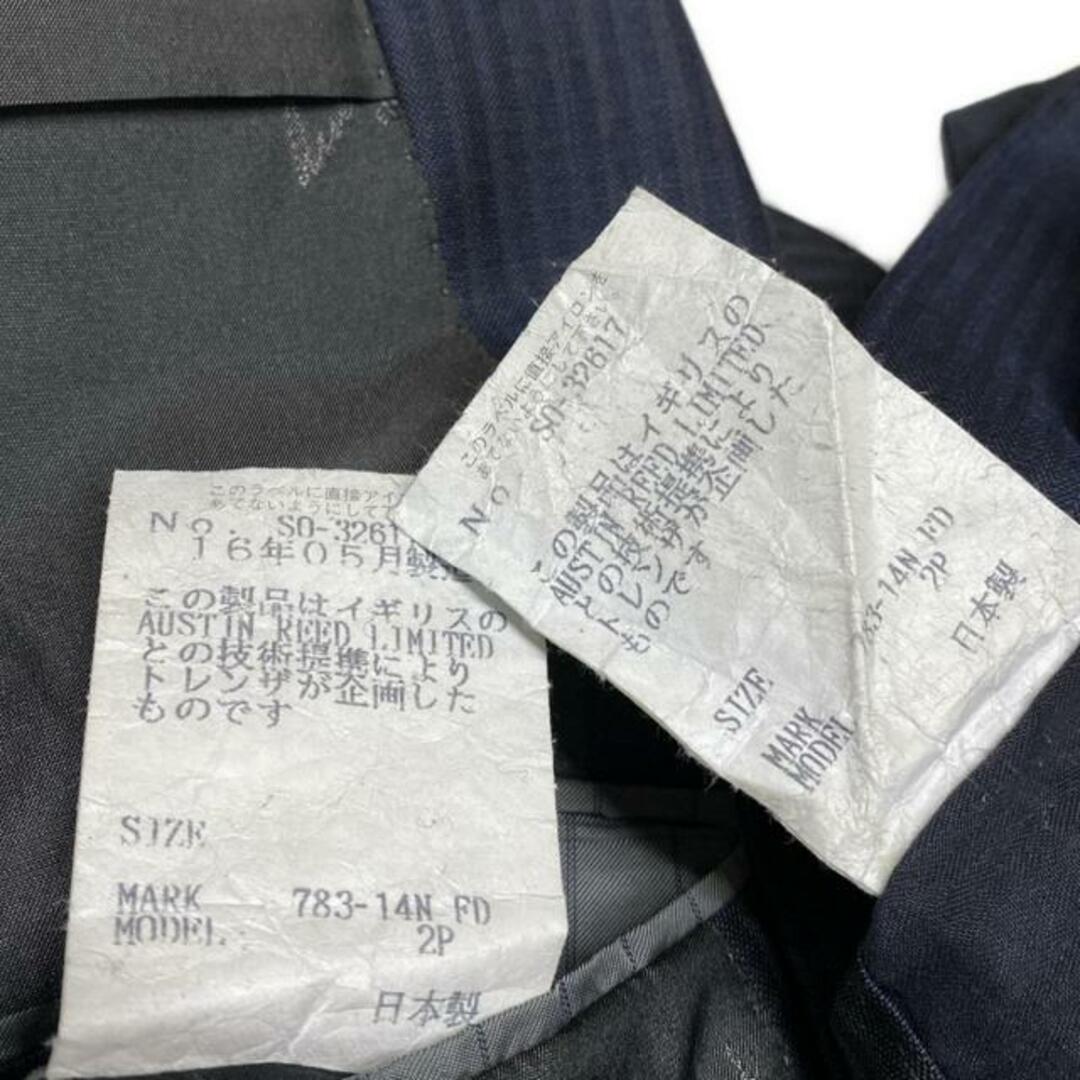 このラベルに直接アイ
あてないようにして下
No. SO-3261
16年05月製造
この製品はイギリスの
AUSTIN REED LIMITED
との技術提携により
トレンザが企画した
ものです
SIZE
MARK 783-14N FD
MODEL 2P
日本製
このラベルに直接アイロンを
あてないようにして下さい。
No SO-32617
この製品はイギリスの
AUSTIN REED LIMITED
との技術提携により
トレンザが企画した
ものです
SIZE
MARK 783-14N FD
MODEL 2P
日本製